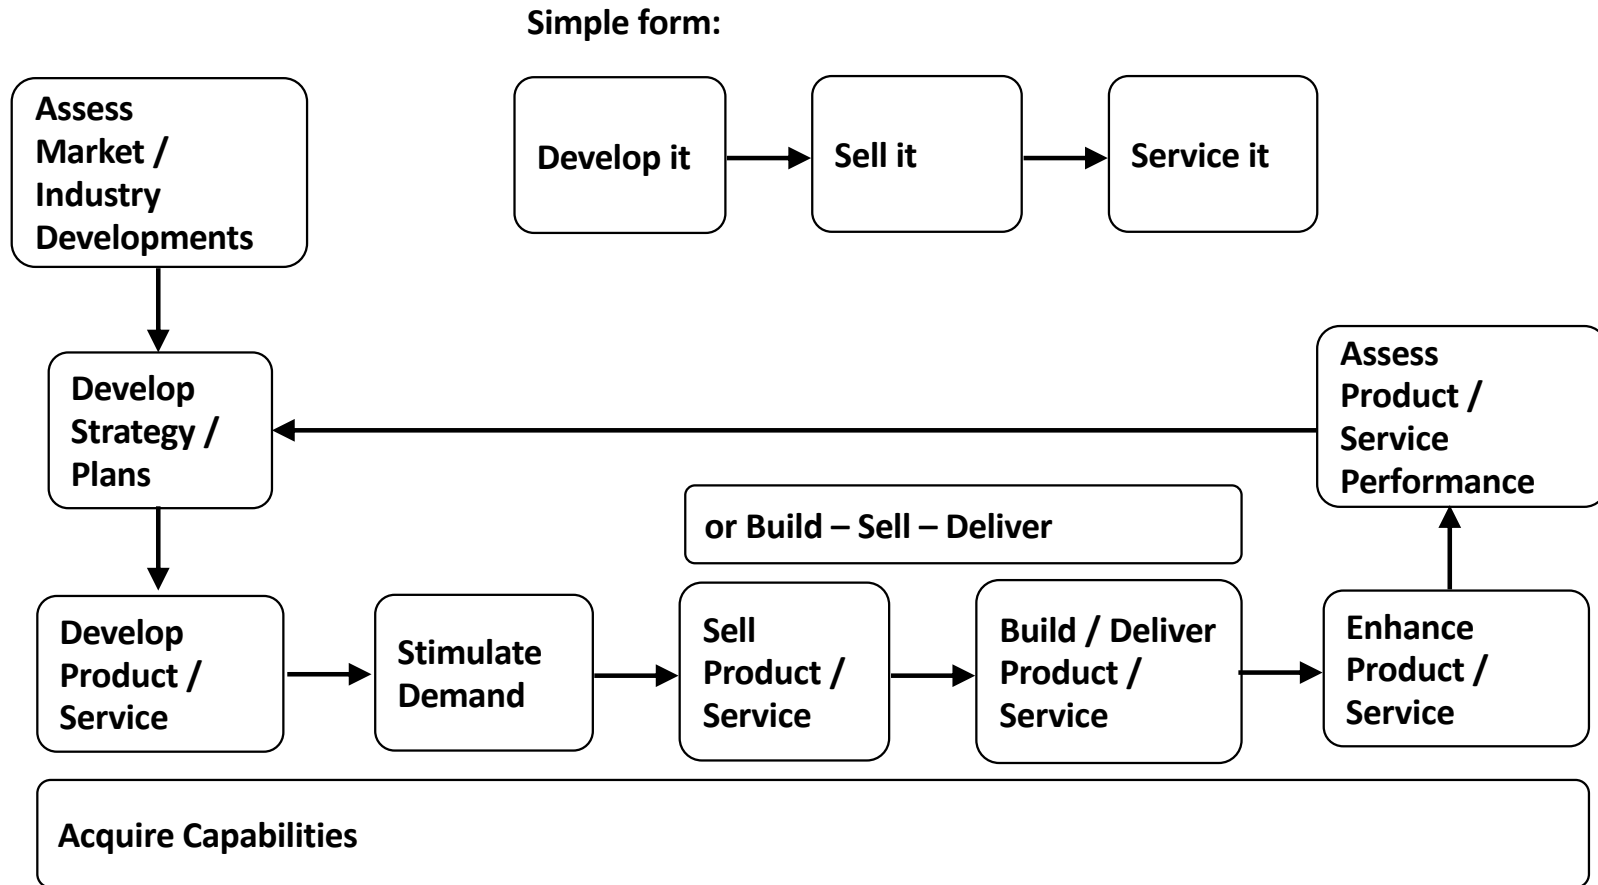 Simple form:
Assess
Market /
Industry
Developments
Develop it
Sell it
Service it
Develop
Strategy /
Plans
Assess
Product /
Service
Performance
or Build – Sell – Deliver
Develop
Product /
Service
Stimulate
Demand
Sell
Product /
Service
Build / Deliver
Product /
Service
Enhance
Product /
Service
Acquire Capabilities